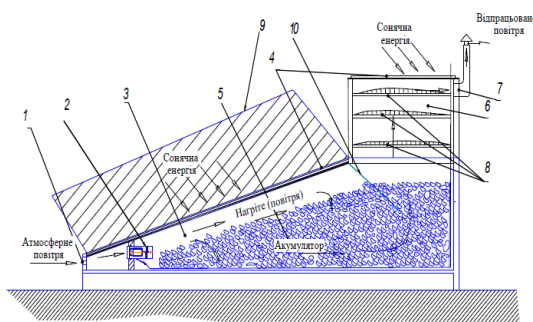 Сонячна
енергія
Відпрацьоване
повітря
9
10
4
1
2
3
5
7
6
8
Сонячна
енергія
Нагріте (повітря)
Атмосферне
повітря
Акумулятор